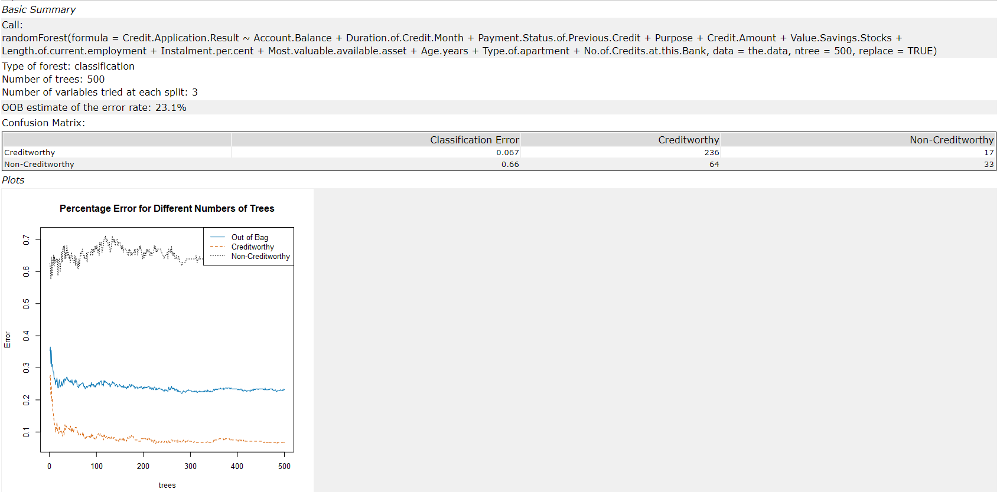 Basic Summary
Call:
randomForest(formula = Credit.Application.Result ~ Account.Balance + Duration.of.Credit.Month + Payment.Status.of.Previous.Credit + Purpose + Credit.Amount + Value.Savings.Stocks +
Length.of.current.employment + Instalment.per.cent + Most.valuable.available.asset + Age.years + Type.of.apartment + No.of.Credits.at.this.Bank, data = the.data, ntree = 500, replace = TRUE)
Type of forest: classification
Number of trees: 500
Number of variables tried at each split: 3
OOB estimate of the error rate: 23.1%
Confusion Matrix:
Classification Error Creditworthy Non-Creditworthy
Creditworthy 0.067 236 17
Non-Creditworthy 0.66 64 33
Plots
Percentage Error for Different Numbers of Trees
Out of Bag
Creditworthy
Non-Creditworthy
0.7
0.6
0.5
0.4
0.3
0.2
0.1
Error
0 100 200 300 400 500
trees